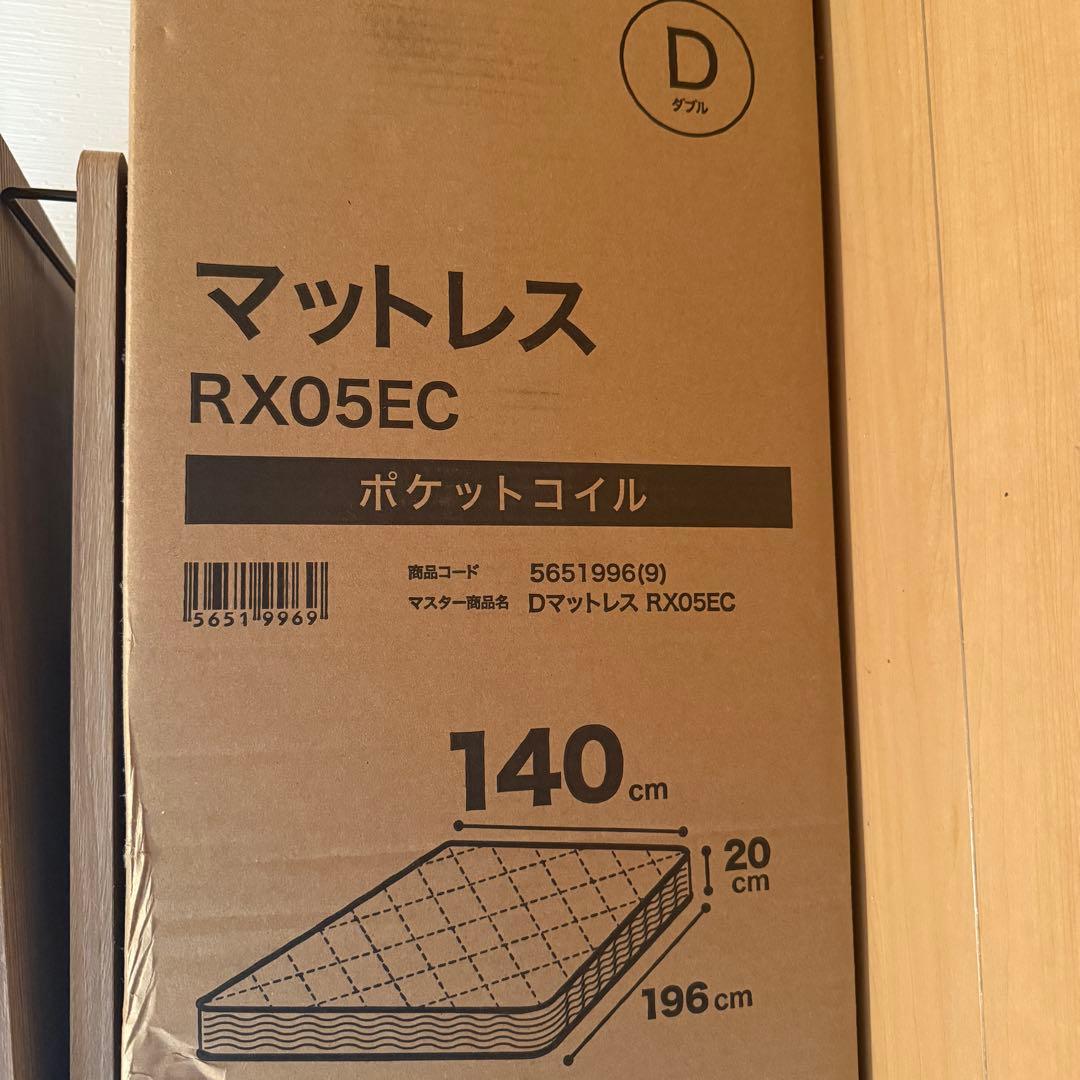 D
ダブル
マットレス
RX05EC
ポケットコイル
商品コード 5651996(9)
マスター商品名 Dマットレス RX05EC
5651 9969
140cm
20cm
196cm